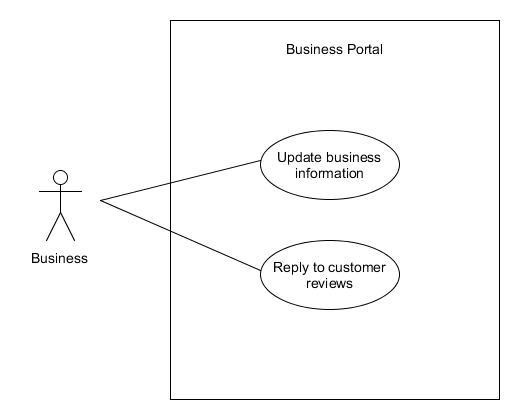 Business Portal
Update business
information
Business
Reply to customer
reviews